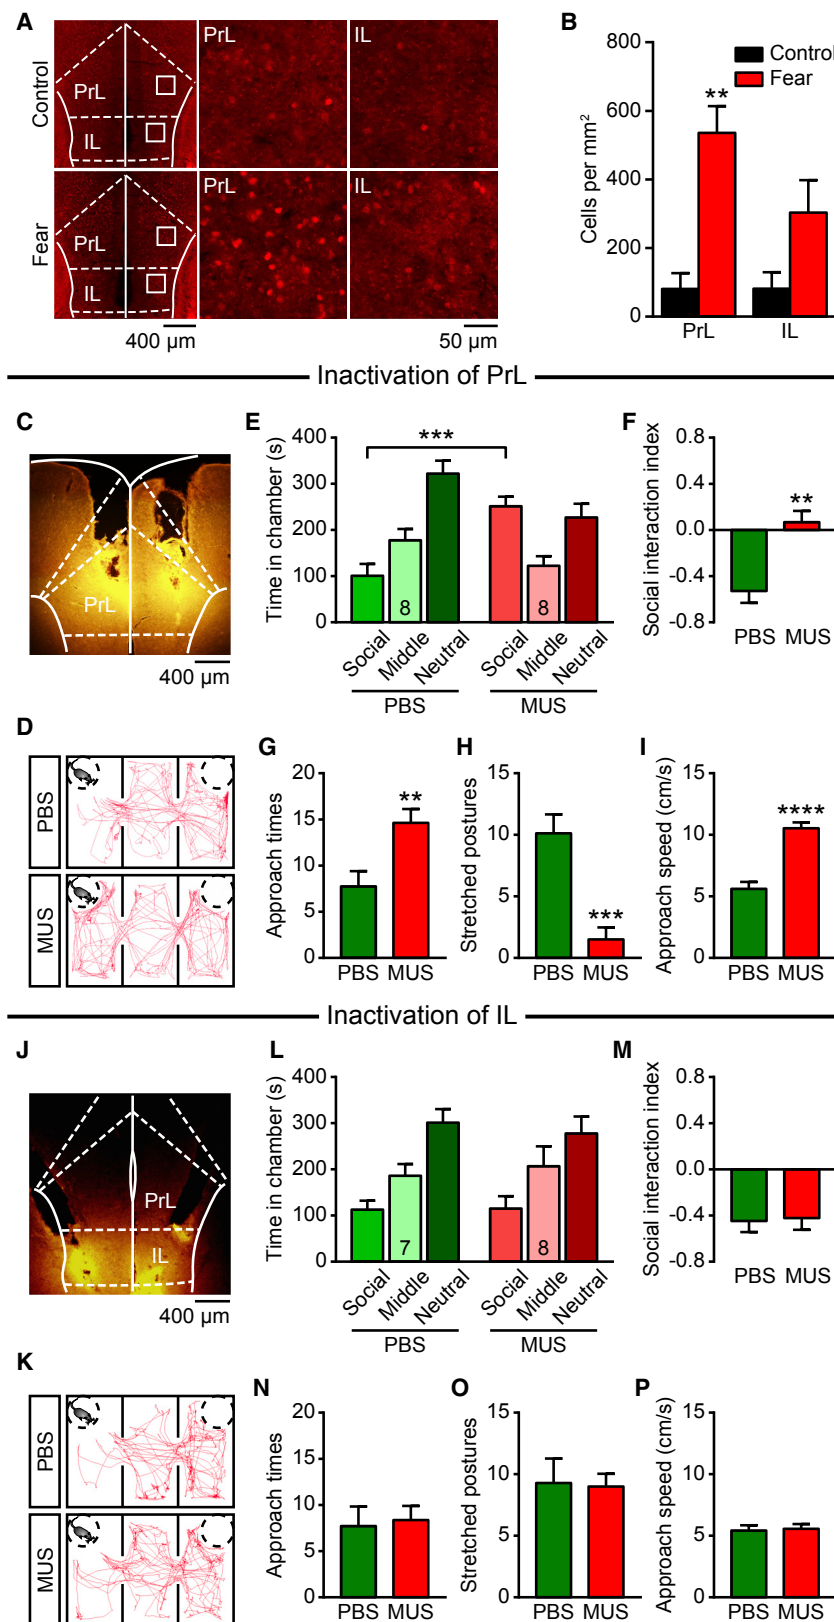 A
Control
Fear
PrL
IL
PrL
IL
PrL
IL
PrL
IL
400 µm
50 µm
B
Cells per mm²
800
600
400
200
0
Control
Fear
**
PrL
IL
Inactivation of PrL
C
PrL
400 µm
E
Time in chamber (s)
400
300
200
100
0
***
8
8
Social
Middle
Neutral
Social
Middle
Neutral
PBS
MUS
F
Social interaction index
0.8
0.4
0.0
-0.4
-0.8
**
PBS MUS
D
PBS
MUS
G
Approach times
20
15
10
5
0
**
PBS MUS
H
Stretched postures
15
10
5
0
***
PBS MUS
I
Approach speed (cm/s)
15
10
5
0
****
PBS MUS
Inactivation of IL
J
PrL
IL
400 µm
L
Time in chamber (s)
400
300
200
100
0
7
8
Social
Middle
Neutral
Social
Middle
Neutral
PBS
MUS
M
Social interaction index
0.8
0.4
0.0
-0.4
-0.8
PBS MUS
K
PBS
MUS
N
Approach times
20
15
10
5
0
PBS MUS
O
Stretched postures
15
10
5
0
PBS MUS
P
Approach speed (cm/s)
15
10
5
0
PBS MUS